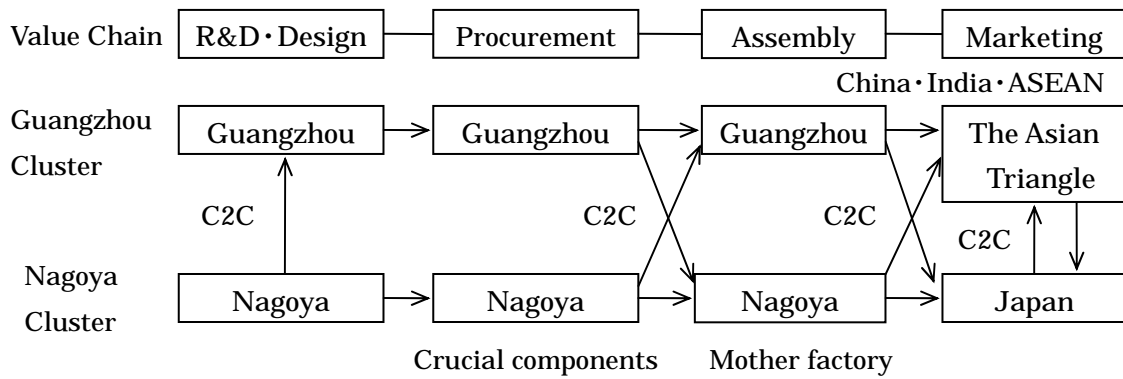 Value Chain R&D・Design Procurement Assembly Marketing
China・India・ASEAN
Guangzhou
Cluster
Guangzhou Guangzhou Guangzhou The Asian
Triangle
C2C C2C C2C C2C
Nagoya
Cluster
Nagoya Nagoya Nagoya Japan
Crucial components Mother factory